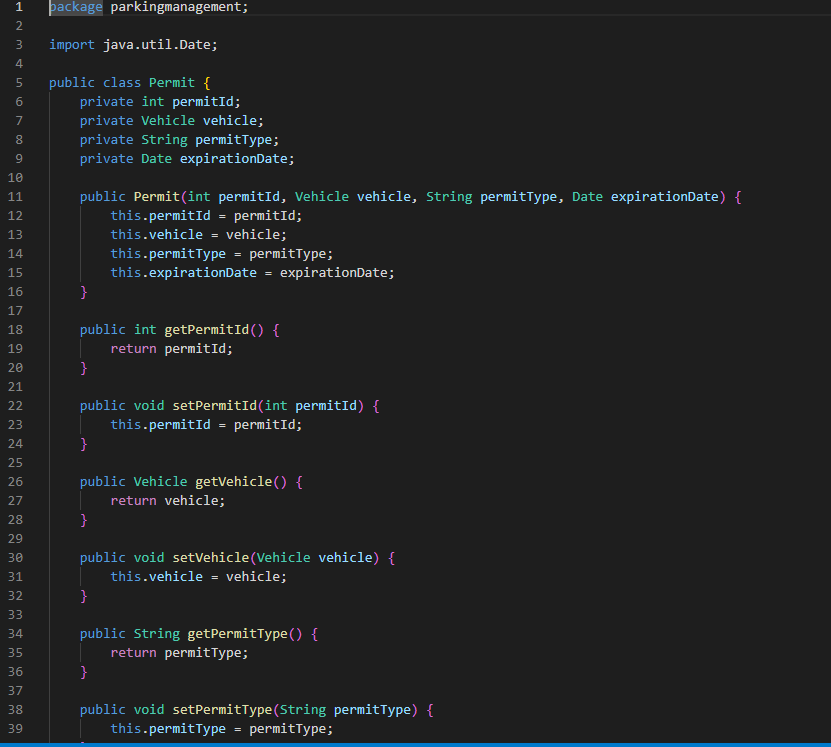 1 package parkingmanagement;
2
3 import java.util.Date;
4
5 public class Permit {
6     private int permitId;
7     private Vehicle vehicle;
8     private String permitType;
9     private Date expirationDate;
10
11     public Permit(int permitId, Vehicle vehicle, String permitType, Date expirationDate) {
12         this.permitId = permitId;
13         this.vehicle = vehicle;
14         this.permitType = permitType;
15         this.expirationDate = expirationDate;
16     }
17
18     public int getPermitId() {
19         return permitId;
20     }
21
22     public void setPermitId(int permitId) {
23         this.permitId = permitId;
24     }
25
26     public Vehicle getVehicle() {
27         return vehicle;
28     }
29
30     public void setVehicle(Vehicle vehicle) {
31         this.vehicle = vehicle;
32     }
33
34     public String getPermitType() {
35         return permitType;
36     }
37
38     public void setPermitType(String permitType) {
39         this.permitType = permitType;